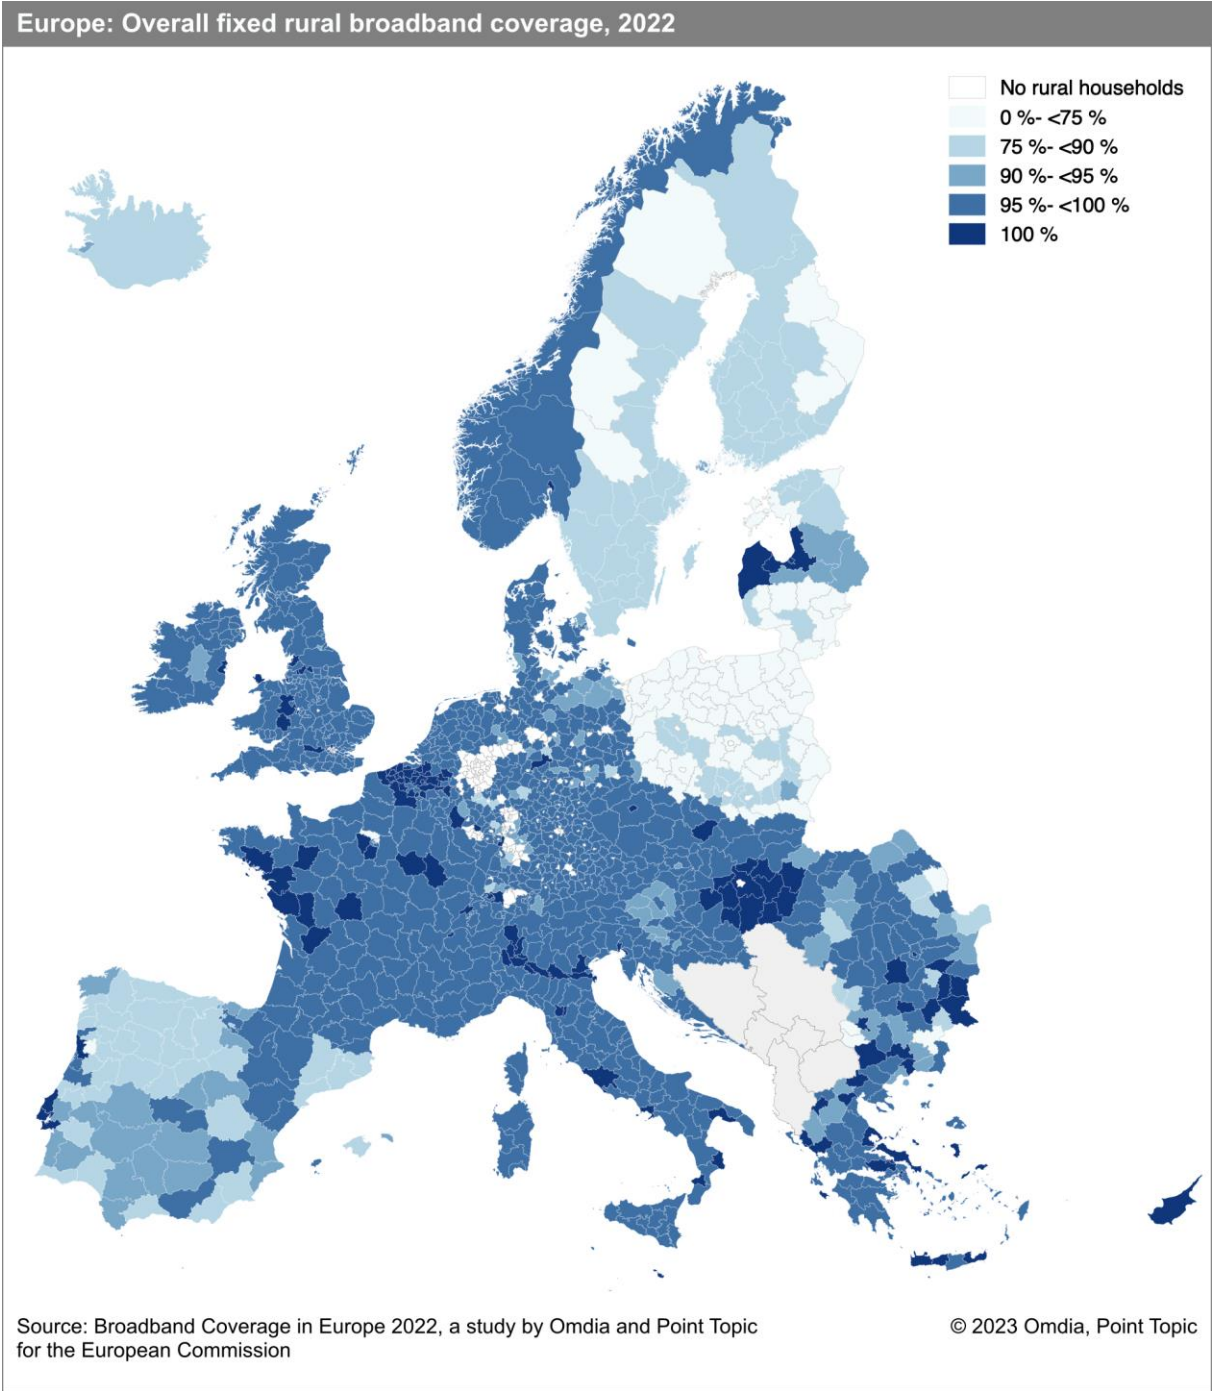 Europe: Overall fixed rural broadband coverage, 2022
No rural households
0 %- <75 %
75 %- <90 %
90 %- <95 %
95 %- <100 %
100 %
Source: Broadband Coverage in Europe 2022, a study by Omdia and Point Topic
for the European Commission
© 2023 Omdia, Point Topic